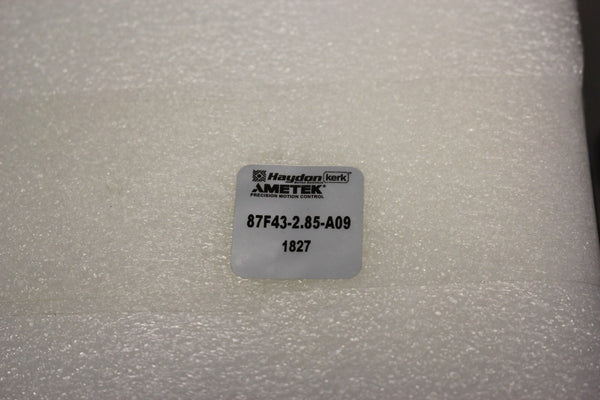 Haydon kerk
AMETEK®
PRECISION MOTION CONTROL
87F43-2.85-A09
1827